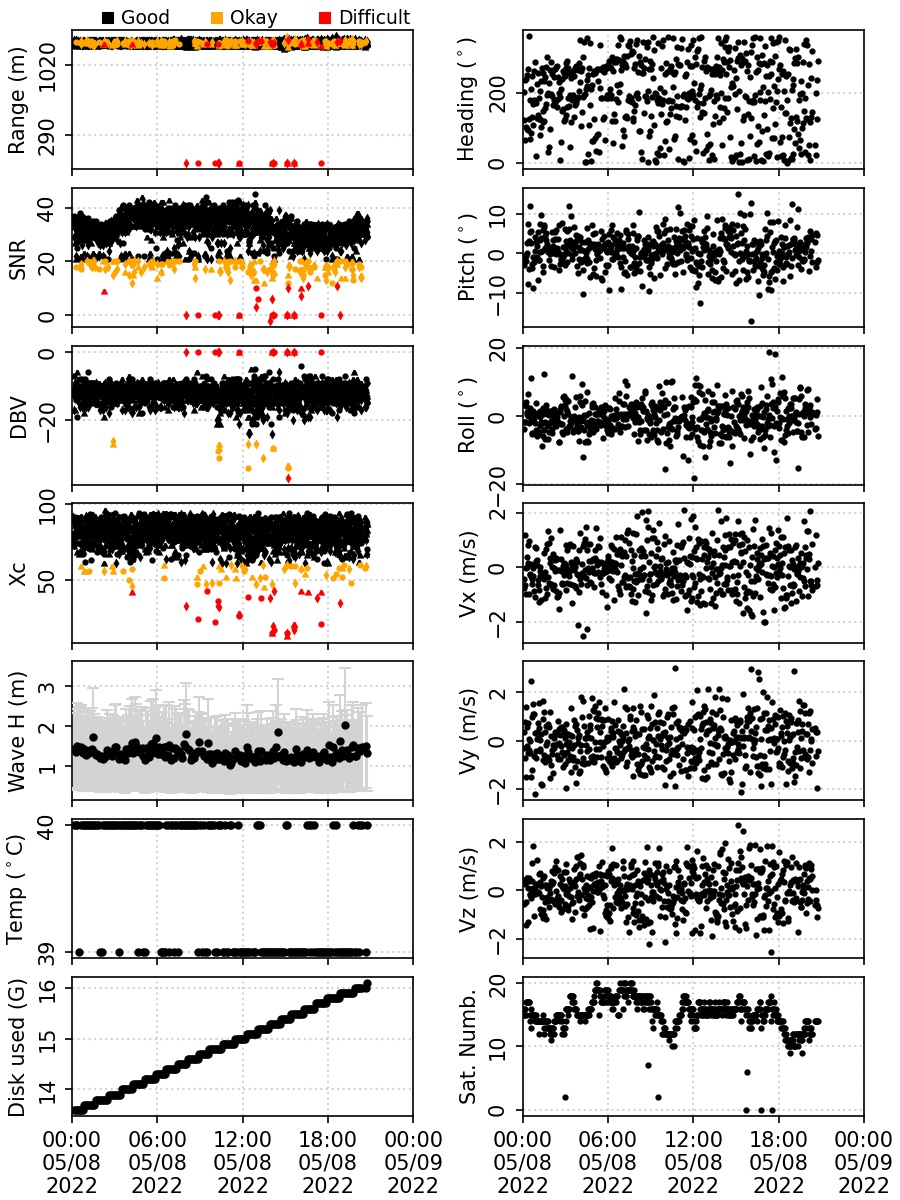 Good Okay Difficult
Range (m)
1020
290
Heading (°)
200
0
SNR
40
20
0
Pitch (°)
10
0
−10
DBV
0
−20
Roll (°)
20
0
−20
Xc
100
50
Vx (m/s)
2
0
−2
Wave H (m)
3
2
1
Vy (m/s)
2
0
−2
Temp (°C)
40
39
Vz (m/s)
2
0
−2
Disk used (G)
16
15
14
Sat. Numb.
20
10
0
00:00 06:00 12:00 18:00 00:00
05/08 05/08 05/08 05/08 05/09
2022 2022 2022 2022 2022
00:00 06:00 12:00 18:00 00:00
05/08 05/08 05/08 05/08 05/09
2022 2022 2022 2022 2022